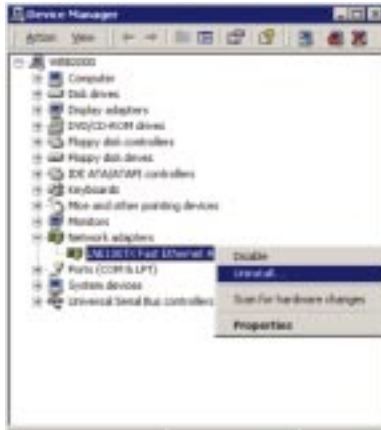 Device Manager
Action View
WIN2000
Computer
Disk drives
Display adapters
DVD/CD-ROM drives
Floppy disk controllers
Floppy disk drives
IDE ATA/ATAPI controllers
Keyboards
Mice and other pointing devices
Monitors
Network adapters
Fast Ethernet A
Disable
Uninstall...
Ports (COM & LPT)
System devices
Scan for hardware changes
Universal Serial Bus controllers
Properties